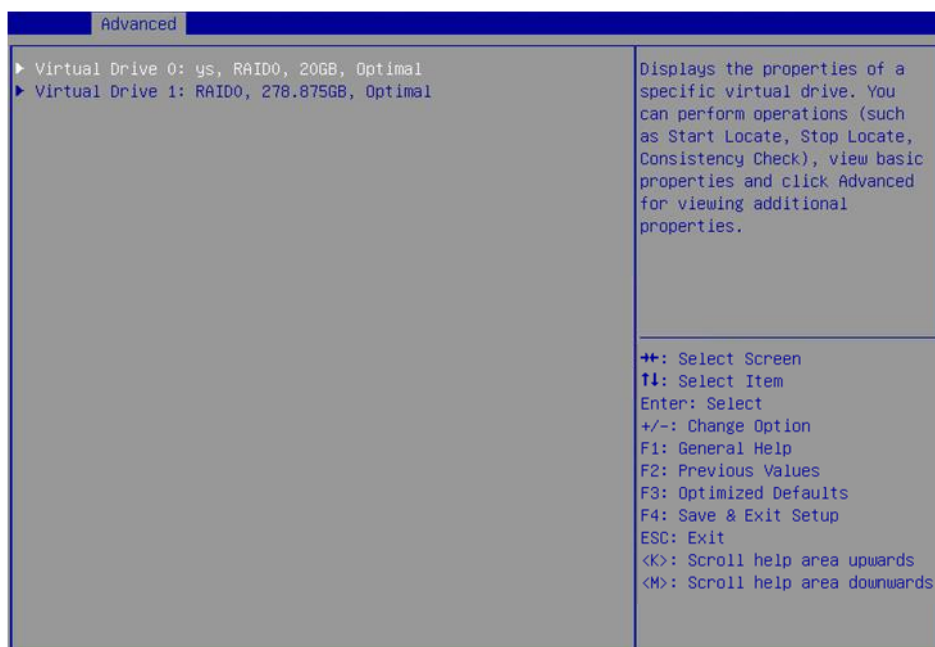 Advanced
Virtual Drive 0: ys, RAID0, 20GB, Optimal
Virtual Drive 1: RAID0, 278.875GB, Optimal
Displays the properties of a
specific virtual drive. You
can perform operations (such
as Start Locate, Stop Locate,
Consistency Check), view basic
properties and click Advanced
for viewing additional
properties.
→←: Select Screen
↑↓: Select Item
Enter: Select
+/-: Change Option
F1: General Help
F2: Previous Values
F3: Optimized Defaults
F4: Save & Exit Setup
ESC: Exit
<K>: Scroll help area upwards
<M>: Scroll help area downwards